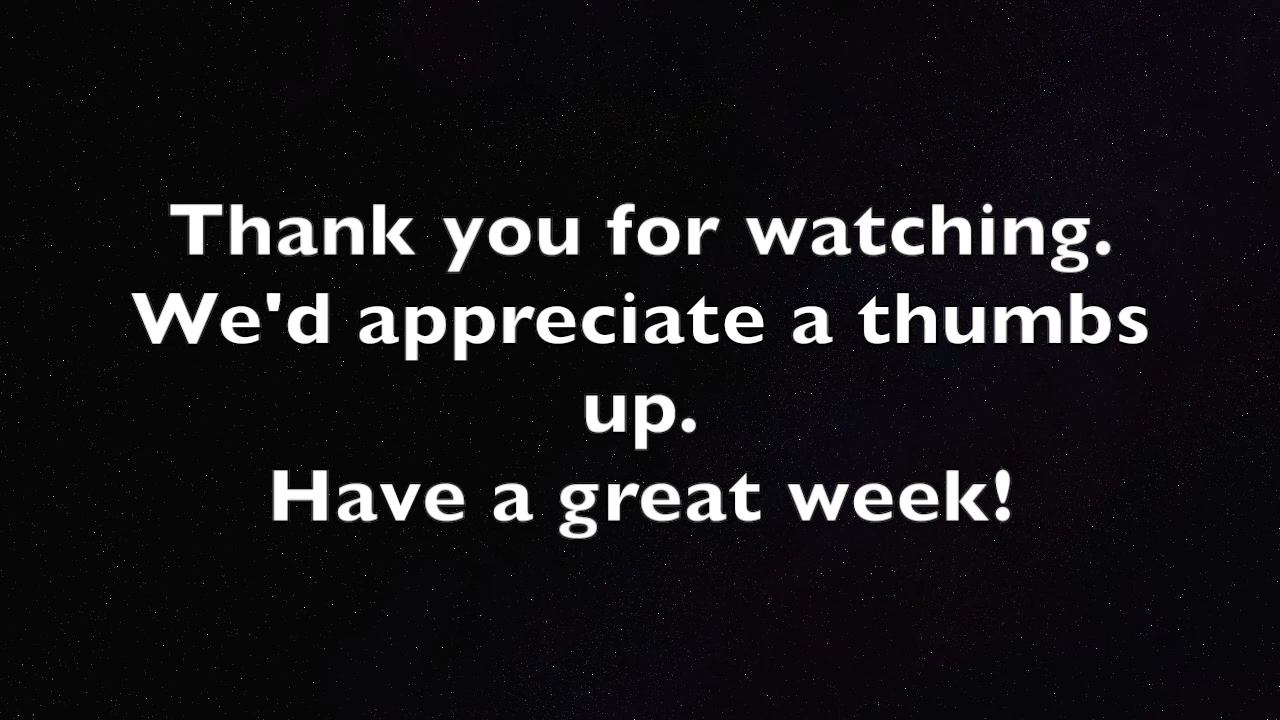 Thank you for watching.
We'd appreciate a thumbs
up.
Have a great week!